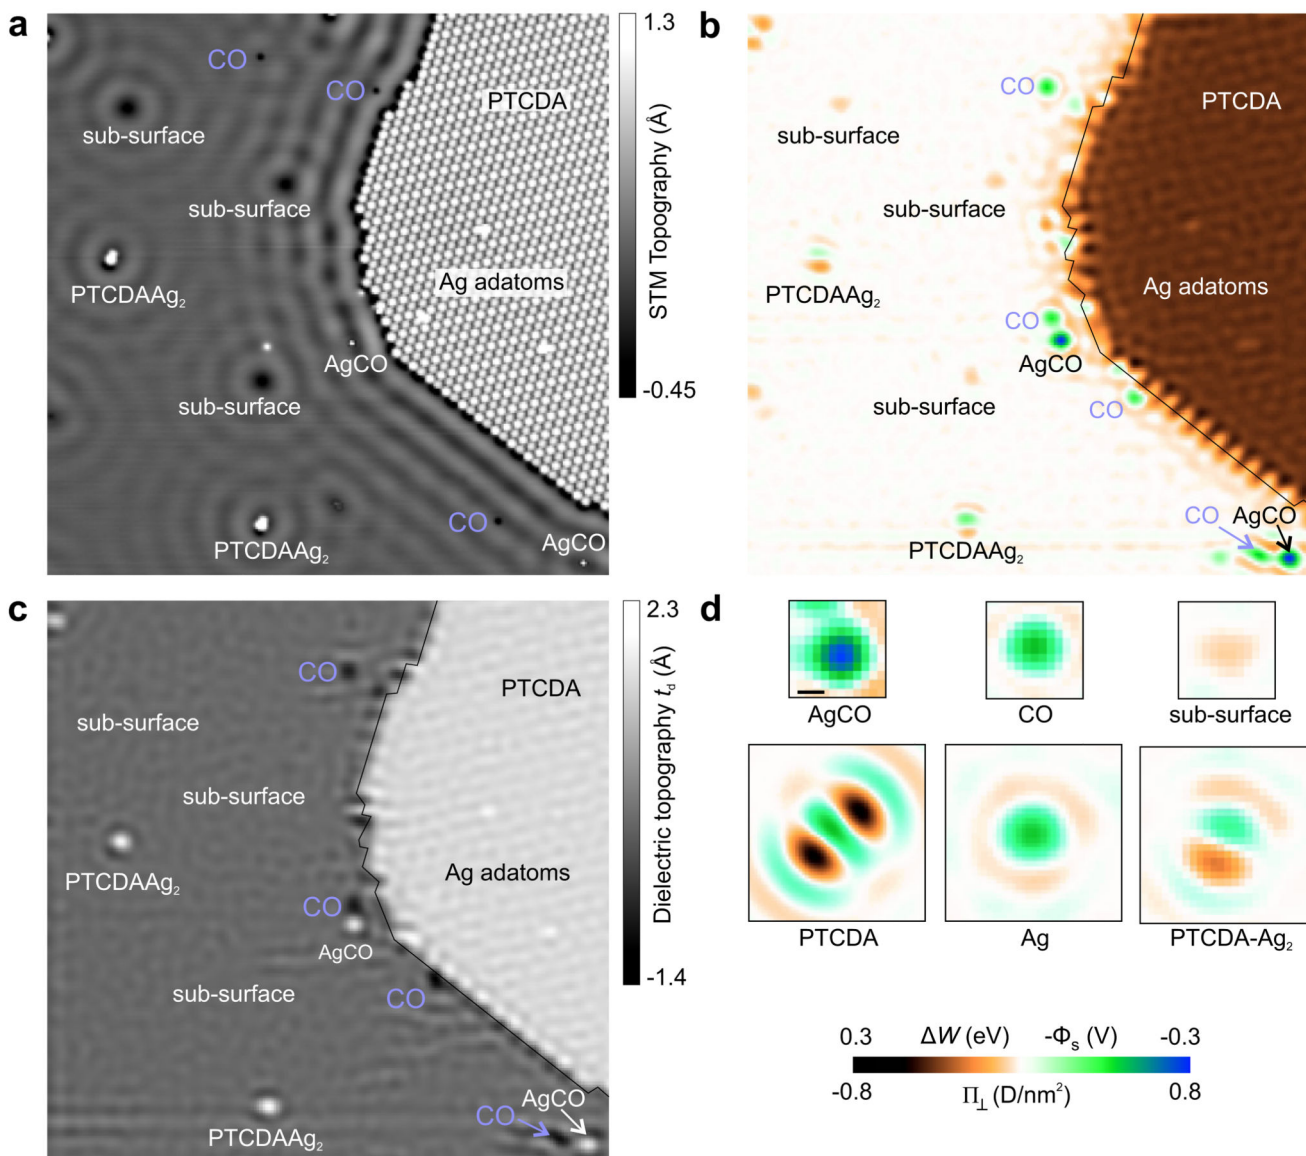 a
1.3
CO
CO
PTCDA
sub-surface
sub-surface
Ag adatoms
PTCDAAg₂
AgCO
sub-surface
CO
PTCDAAg₂
AgCO
STM Topography (Å)
-0.45
b
CO
PTCDA
sub-surface
sub-surface
Ag adatoms
PTCDAAg₂
CO
AgCO
sub-surface
CO
CO
AgCO
PTCDAAg₂
c
2.3
CO
PTCDA
sub-surface
sub-surface
Ag adatoms
PTCDAAg₂
CO
AgCO
sub-surface
CO
AgCO
CO
PTCDAAg₂
Dielectric topography t_d (Å)
-1.4
d
AgCO
CO
sub-surface
PTCDA
Ag
PTCDA-Ag₂
0.3 ΔW (eV) -Φₛ (V) -0.3
-0.8 Π⊥ (D/nm²) 0.8